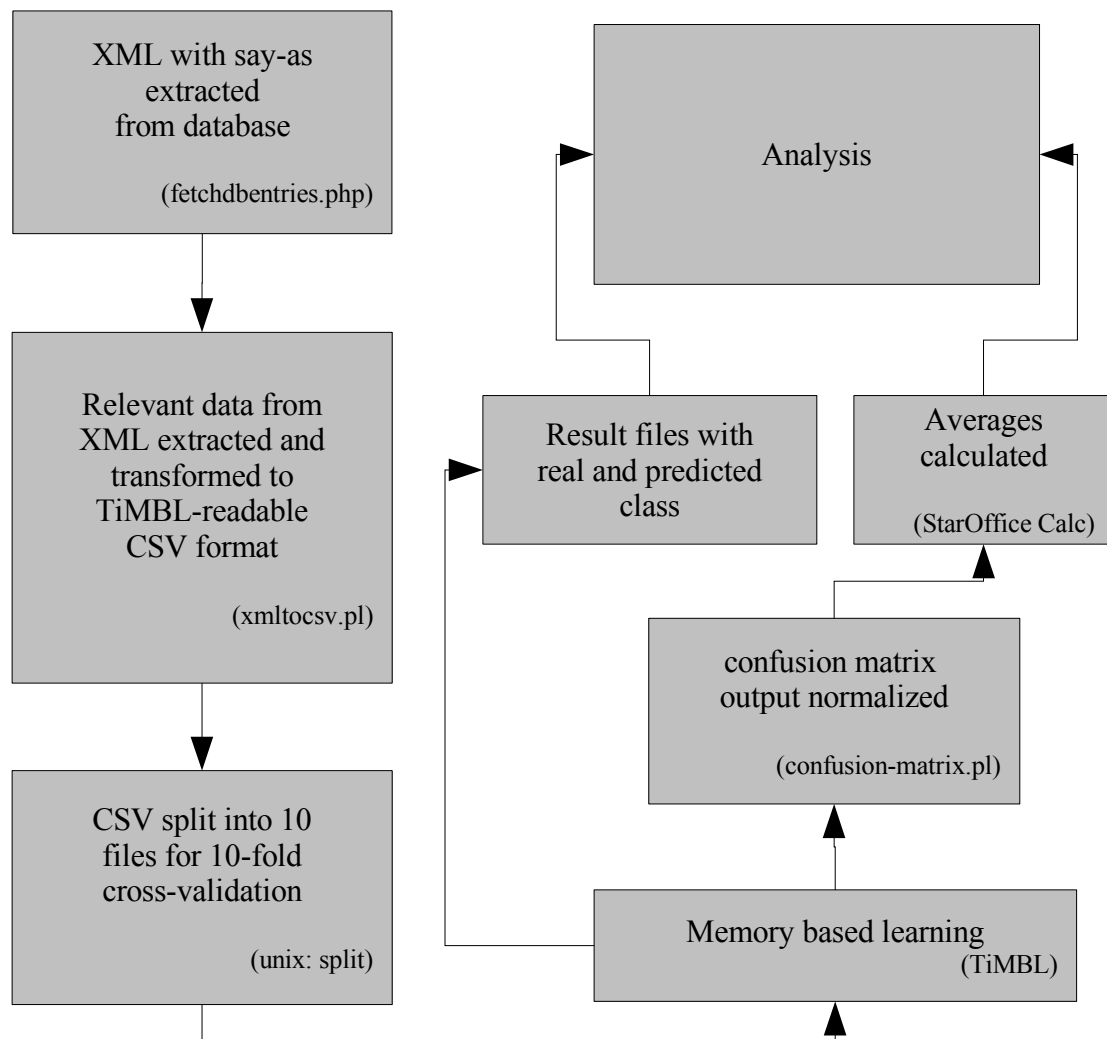 XML with say-as
extracted
from database
(fetchdbentries.php)
Relevant data from
XML extracted and
transformed to
TiMBL-readable
CSV format
(xmltocsv.pl)
CSV split into 10
files for 10-fold
cross-validation
(unix: split)
Analysis
Result files with
real and predicted
class
Averages
calculated
(StarOffice Calc)
confusion matrix
output normalized
(confusion-matrix.pl)
Memory based learning
(TiMBL)